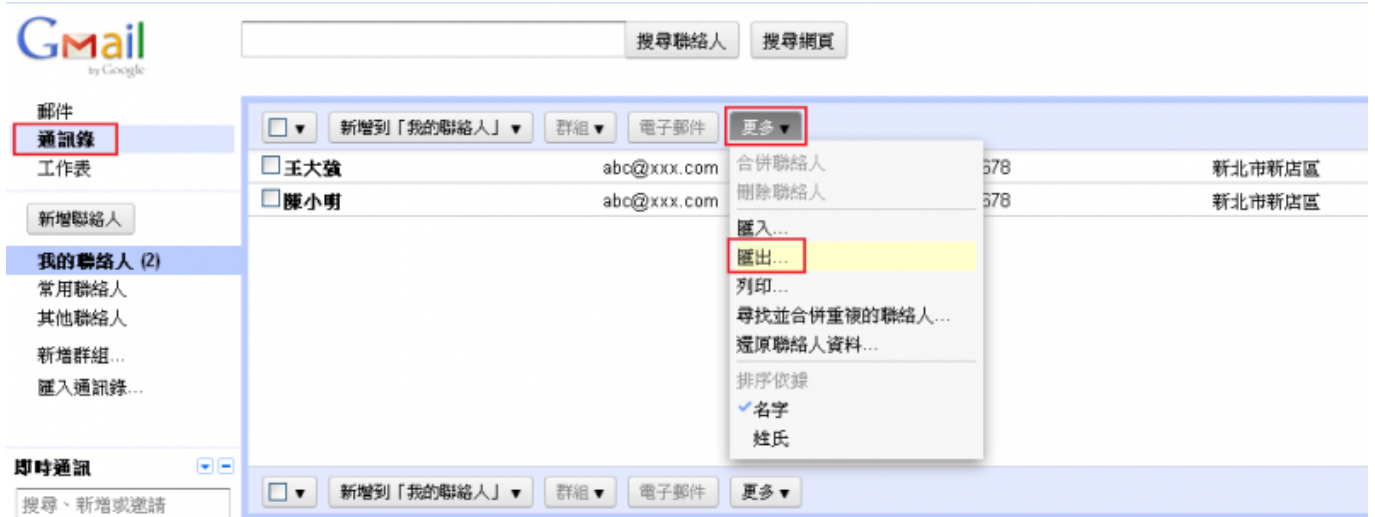 Gmail
by Google
搜尋聯絡人
搜尋網頁
郵件
通訊錄
工作表
新增聯絡人
我的聯絡人 (2)
常用聯絡人
其他聯絡人
新增群組...
匯入通訊錄...
即時通訊
搜尋、新增或邀請
新增到「我的聯絡人」▼
群組▼
電子郵件
更多▼
王大強 abc@xxx.com 678 新北市新店區
陳小明 abc@xxx.com 678 新北市新店區
合併聯絡人
刪除聯絡人
匯入...
匯出...
列印...
尋找並合併重複的聯絡人...
還原聯絡人資料...
排序依據
名字
姓氏
新增到「我的聯絡人」▼
群組▼
電子郵件
更多▼